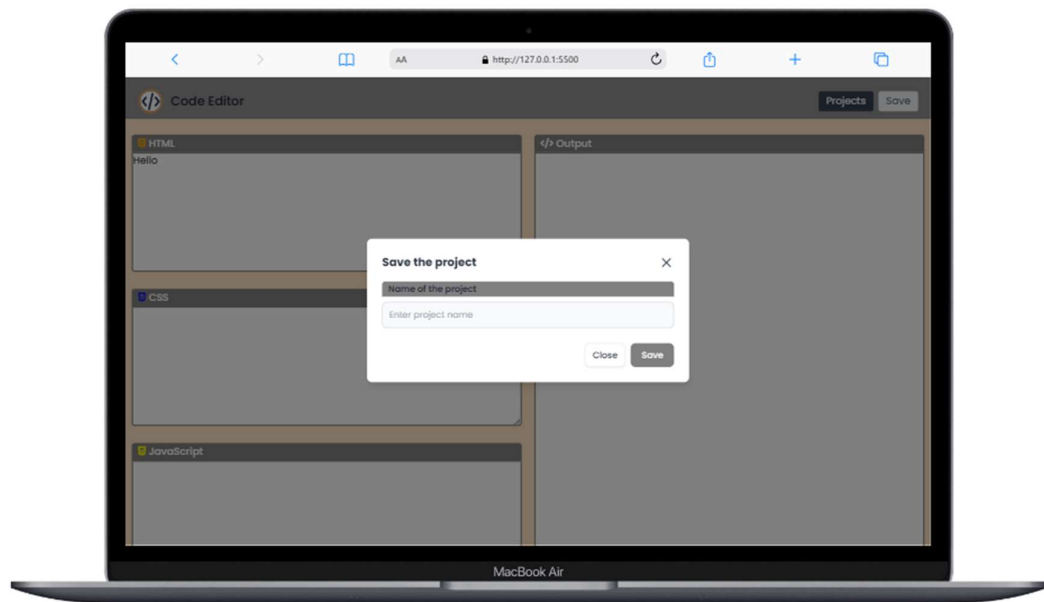 AA http://127.0.0.1:5500
</> Code Editor
Projects Save
HTML
Hello
</> Output
Save the project
Name of the project
Enter project name
Close Save
CSS
JavaScript
MacBook Air